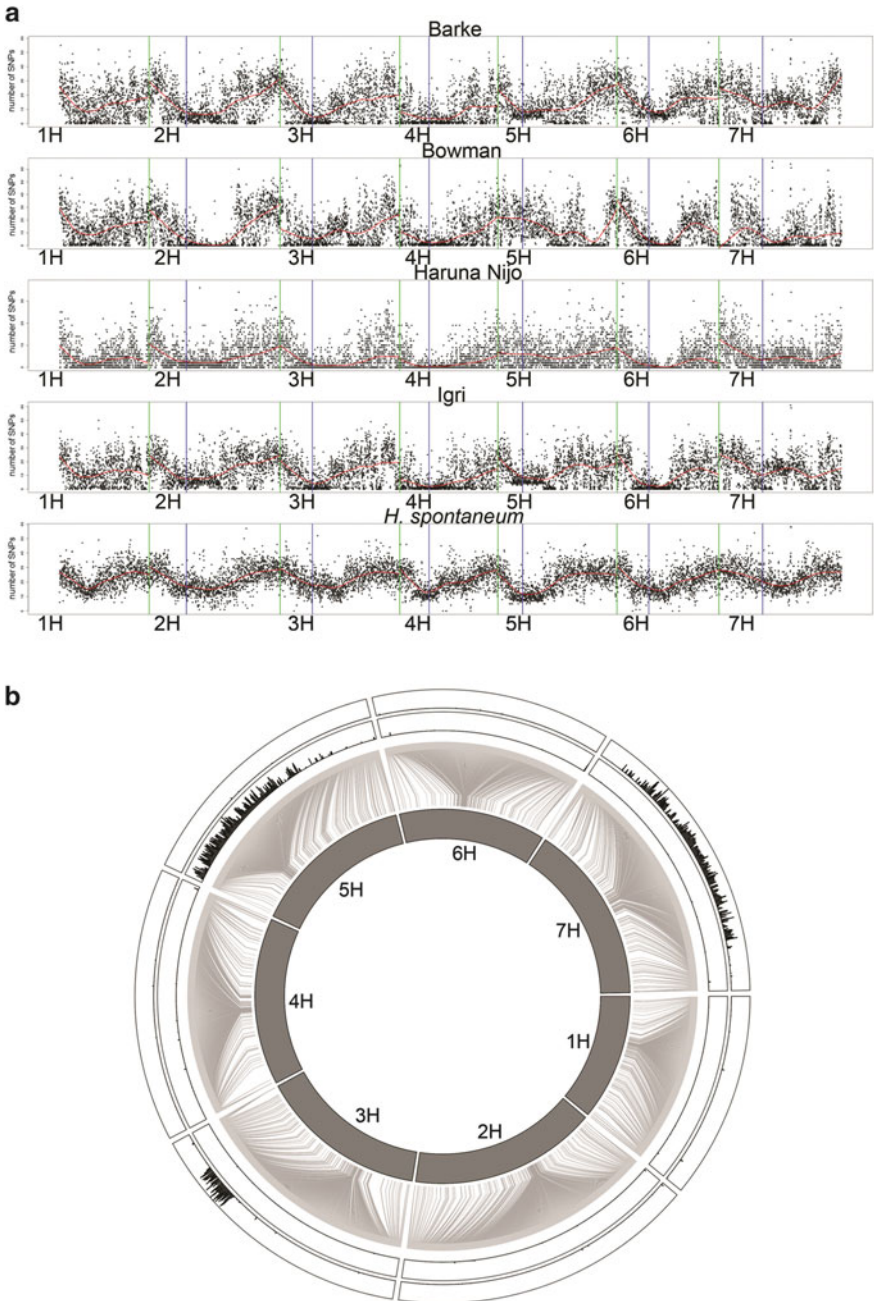 a
Barke
number of SNPs
1H 2H 3H 4H 5H 6H 7H
Bowman
number of SNPs
1H 2H 3H 4H 5H 6H 7H
Haruna Nijo
number of SNPs
1H 2H 3H 4H 5H 6H 7H
Igri
number of SNPs
1H 2H 3H 4H 5H 6H 7H
H. spontaneum
number of SNPs
1H 2H 3H 4H 5H 6H 7H
b
6H
5H
7H
4H
1H
3H
2H